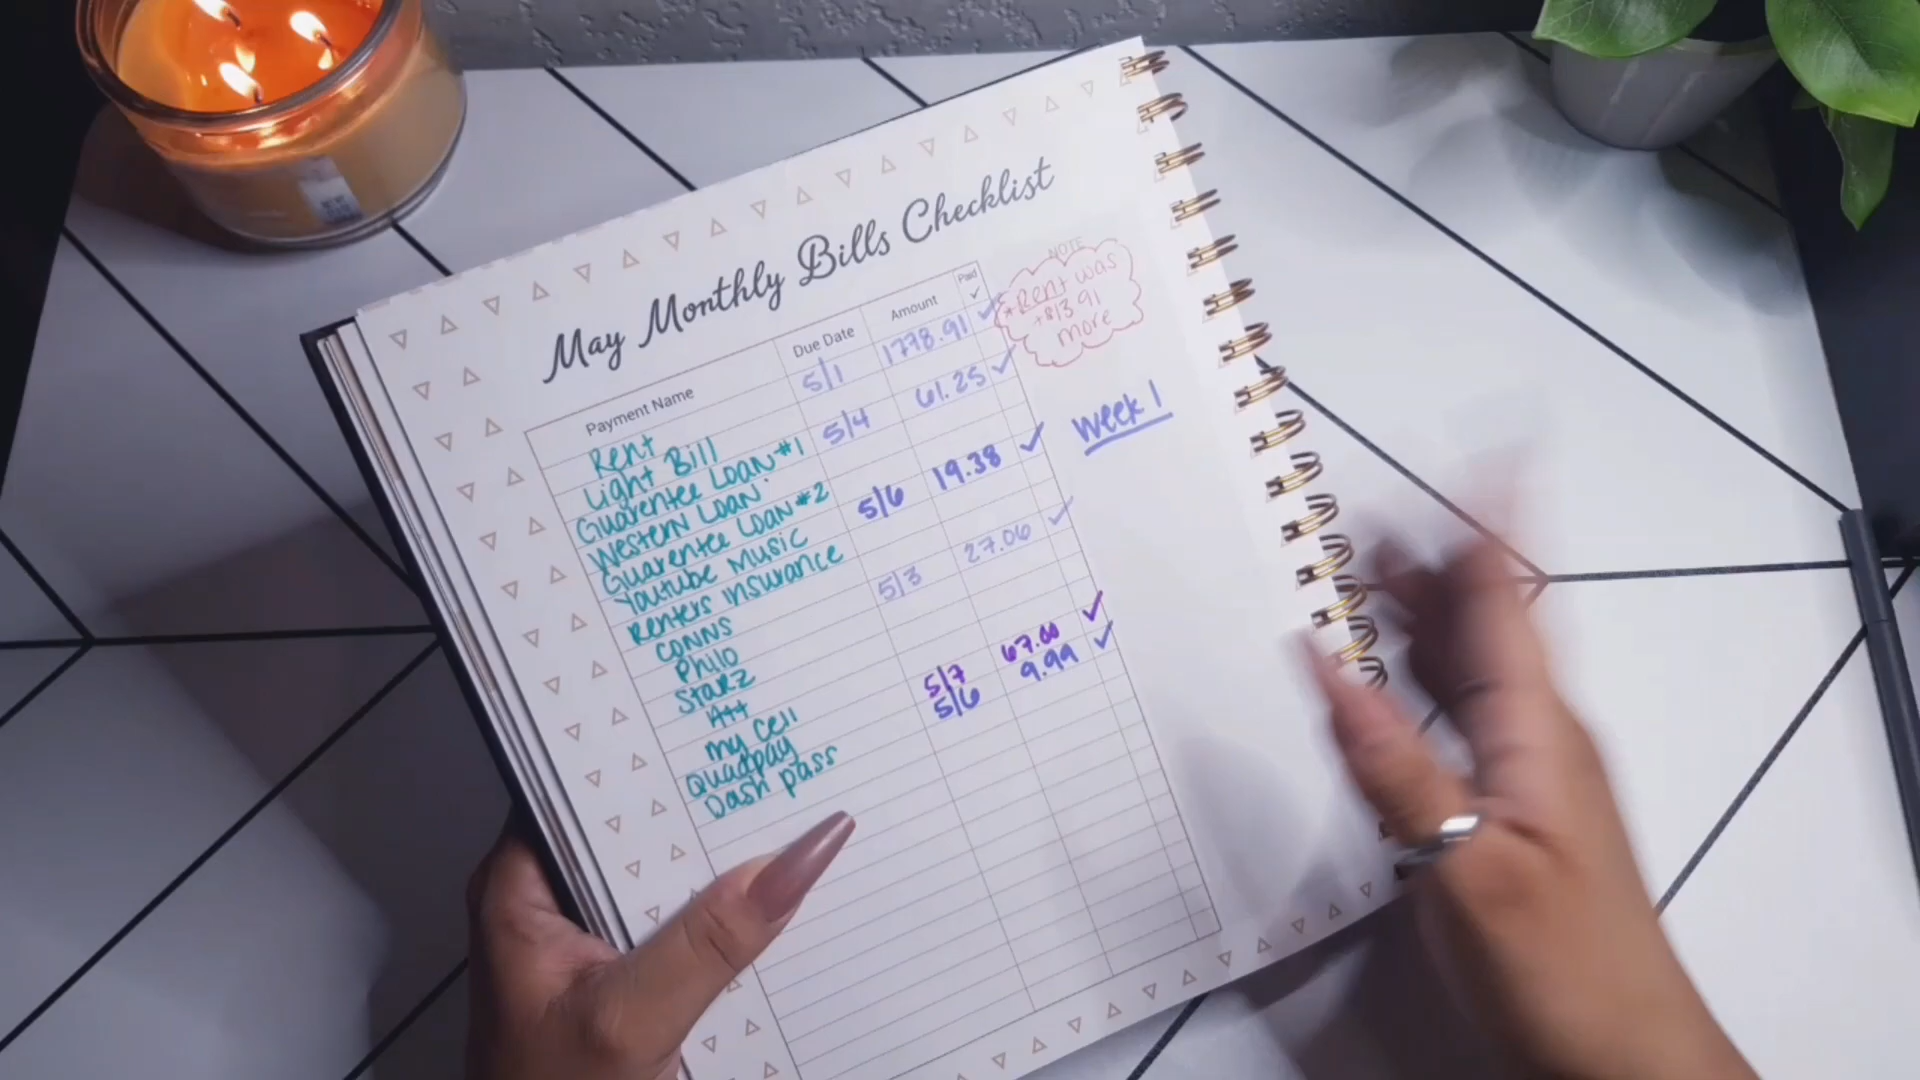 May Monthly Bills Checklist
Payment Name Due Date Amount Paid ✓
NOTE
*Rent was
+$13.91
more
Rent 5/1 1778.91 ✓
Light Bill 5/4 61.25 ✓
Guarentee Loan #1
Western Loan 5/6 19.38 ✓
Guarentee Loan #2
Youtube Music
Renters Insurance 5/3 27.06 ✓
CONNS
Philo
Starz
Att
my cell 5/7 67.00 ✓
Quadpay 5/6 9.99 ✓
Dash pass
Week 1